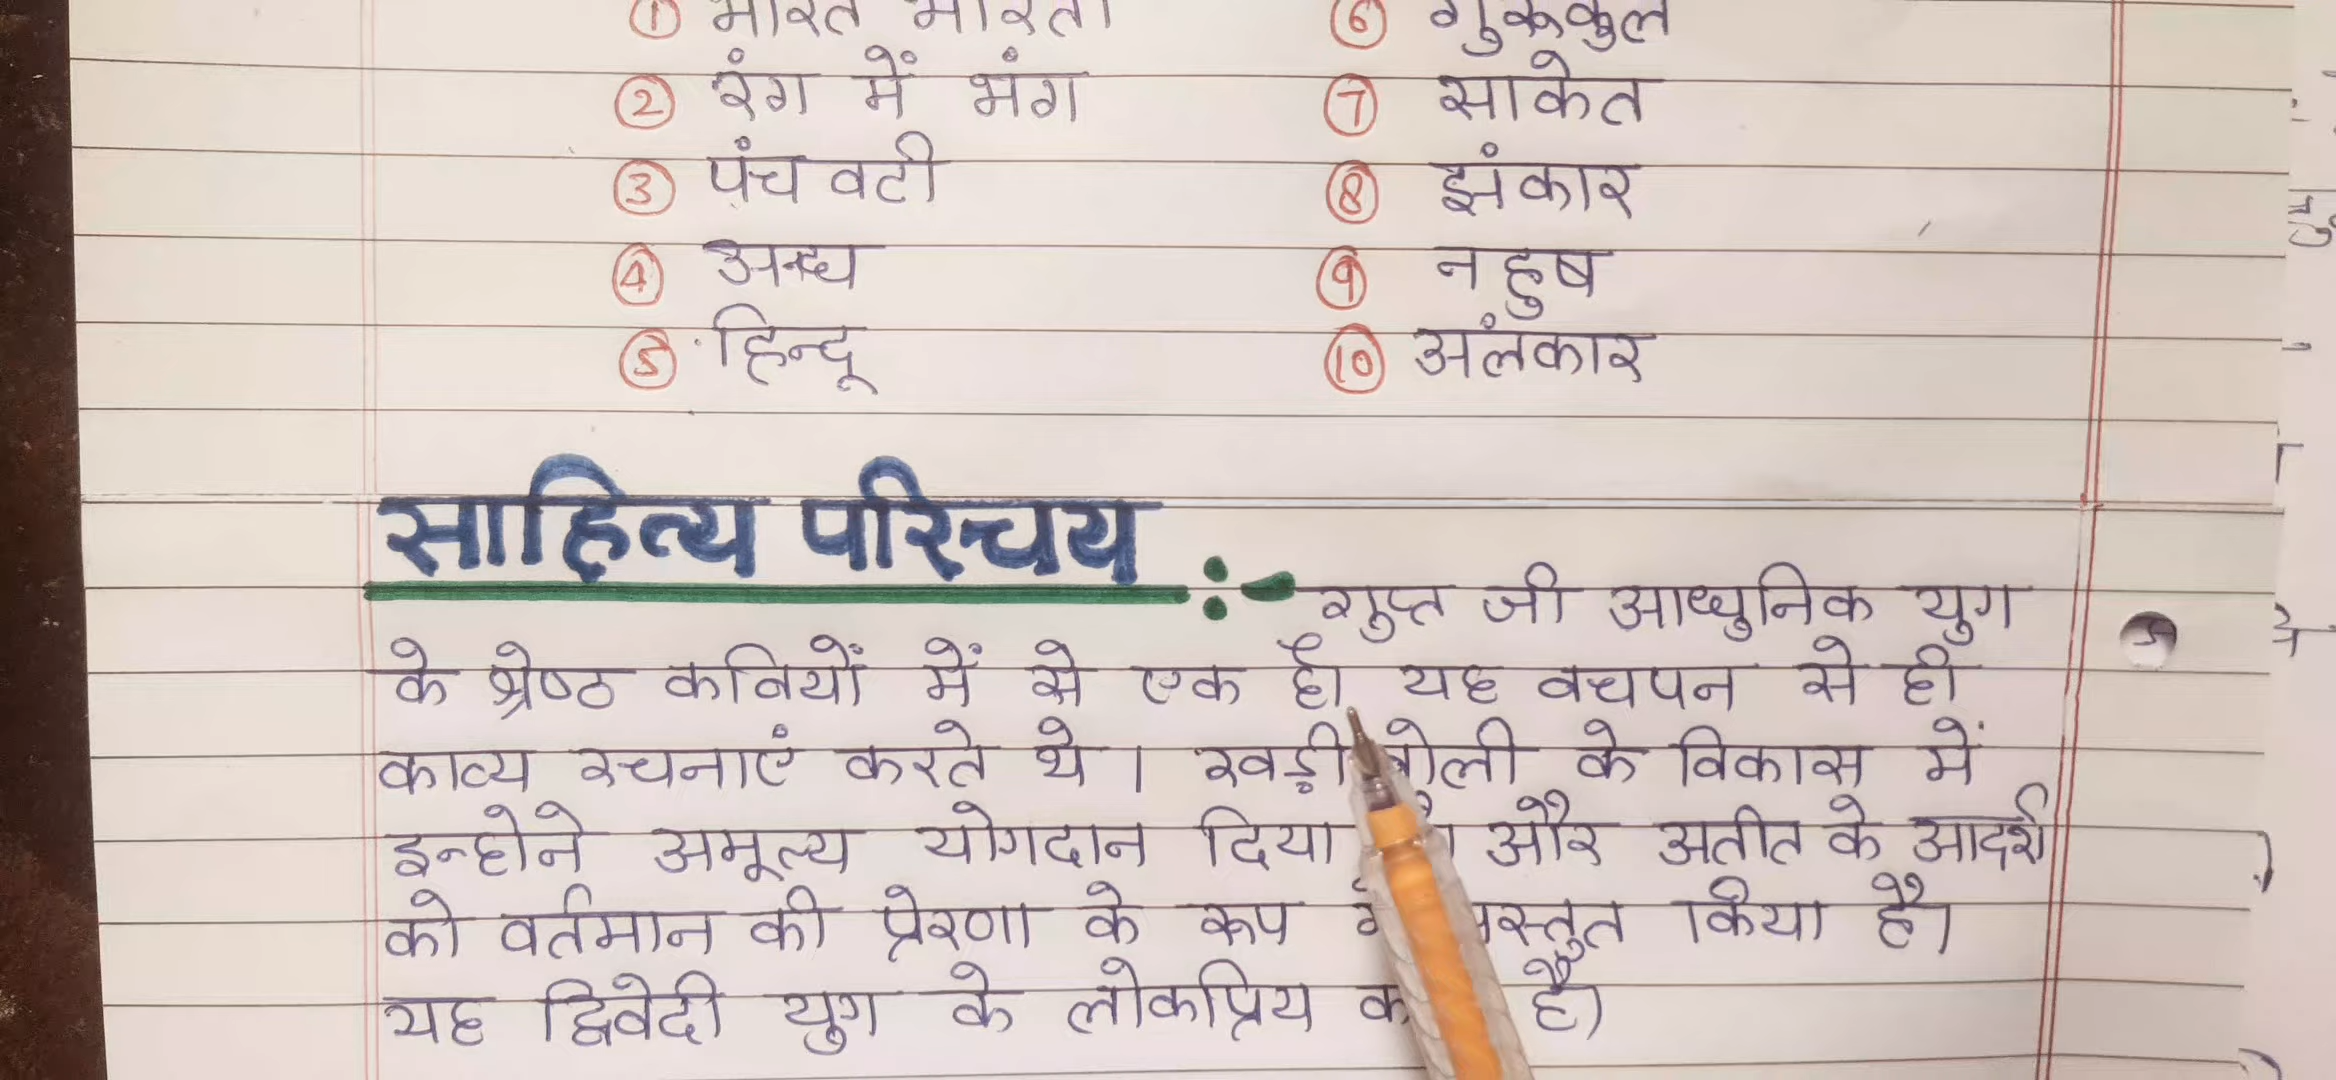 ① भारत भारती ⑥ गुरुकुल
② रंग में भंग ⑦ साकेत
③ पंचवटी ⑧ झंकार
④ अनघ ⑨ नहुष
⑤ हिन्दू ⑩ अलंकार
साहित्य परिचय :- गुप्त जी आधुनिक युग
के श्रेष्ठ कवियों में से एक है। यह बचपन से ही
काव्य रचनाएं करते थे। खड़ी बोली के विकास में
इन्होने अमूल्य योगदान दिया और अतीत के आदर्श
को वर्तमान की प्रेरणा के रूप प्रस्तुत किया है।
यह द्विवेदी युग के लोकप्रिय है।